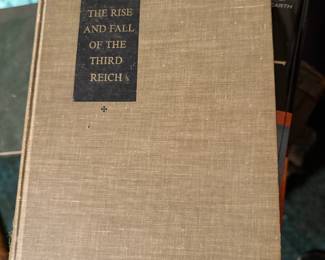 THE RISE
AND FALL
OF THE
THIRD
REICH